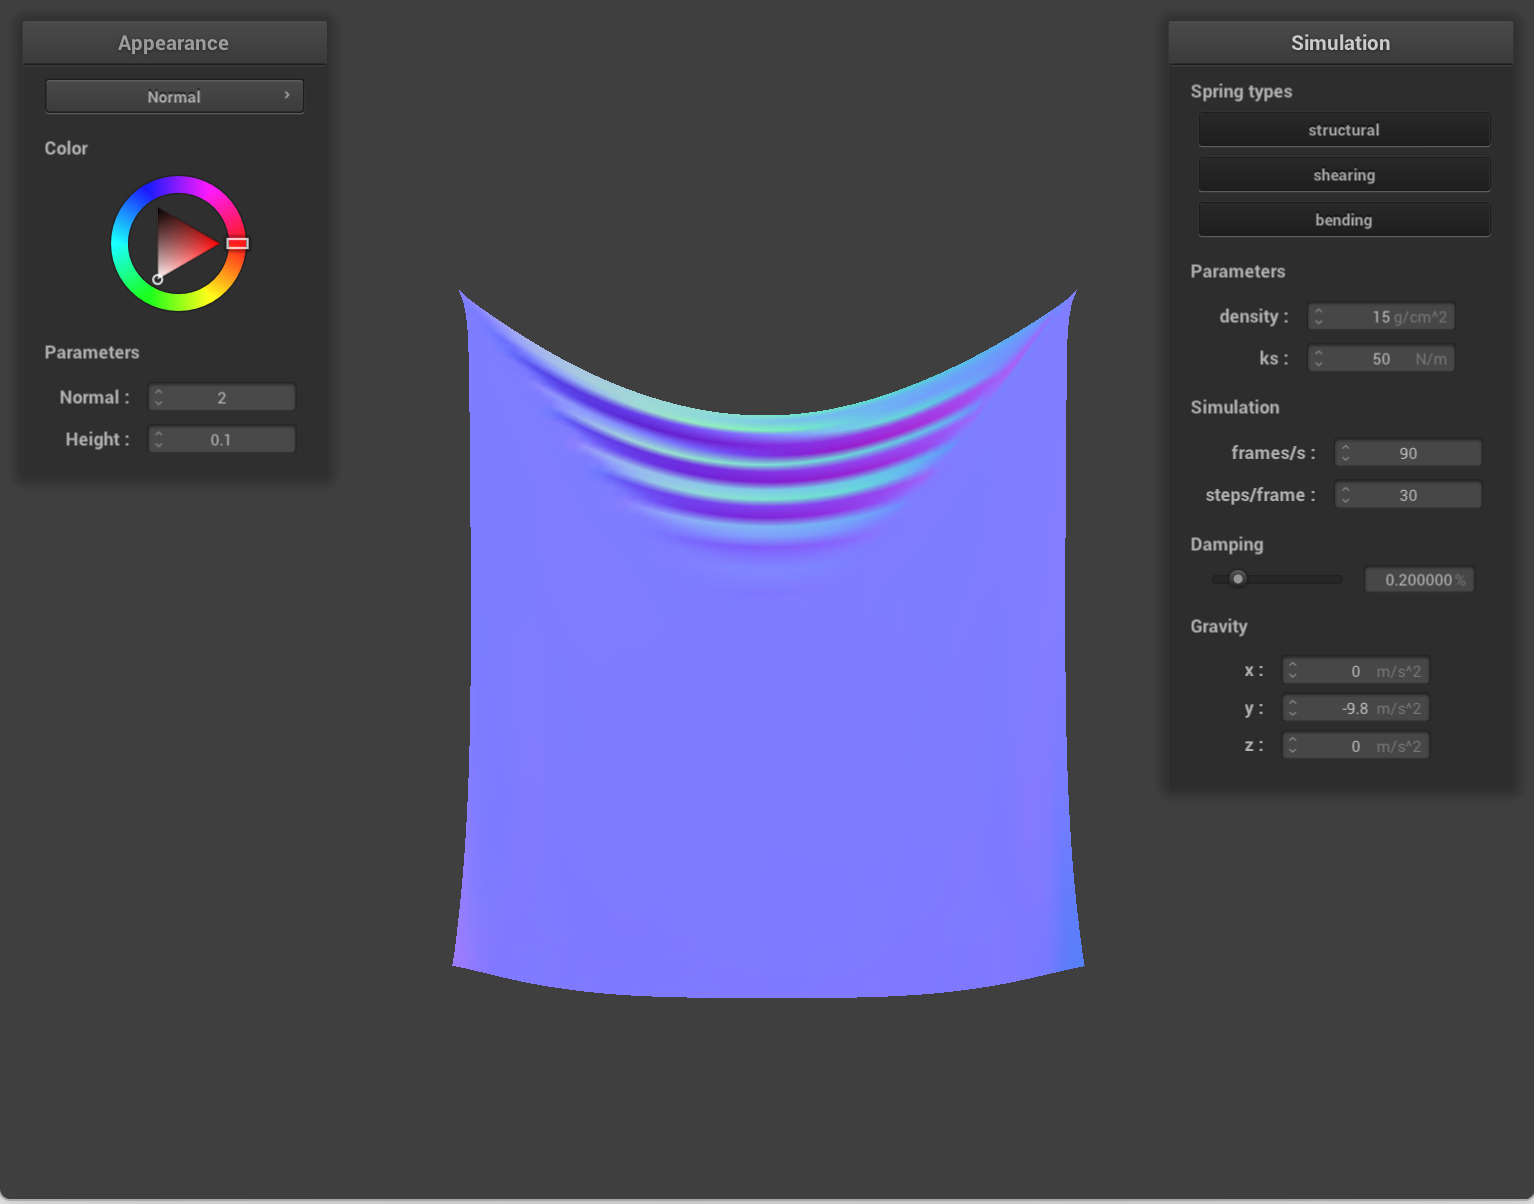 Appearance
Normal
Color
Parameters
Normal : 2
Height : 0.1
Simulation
Spring types
structural
shearing
bending
Parameters
density : 15 g/cm^2
ks : 50 N/m
Simulation
frames/s : 90
steps/frame : 30
Damping
0.200000 %
Gravity
x : 0 m/s^2
y : -9.8 m/s^2
z : 0 m/s^2